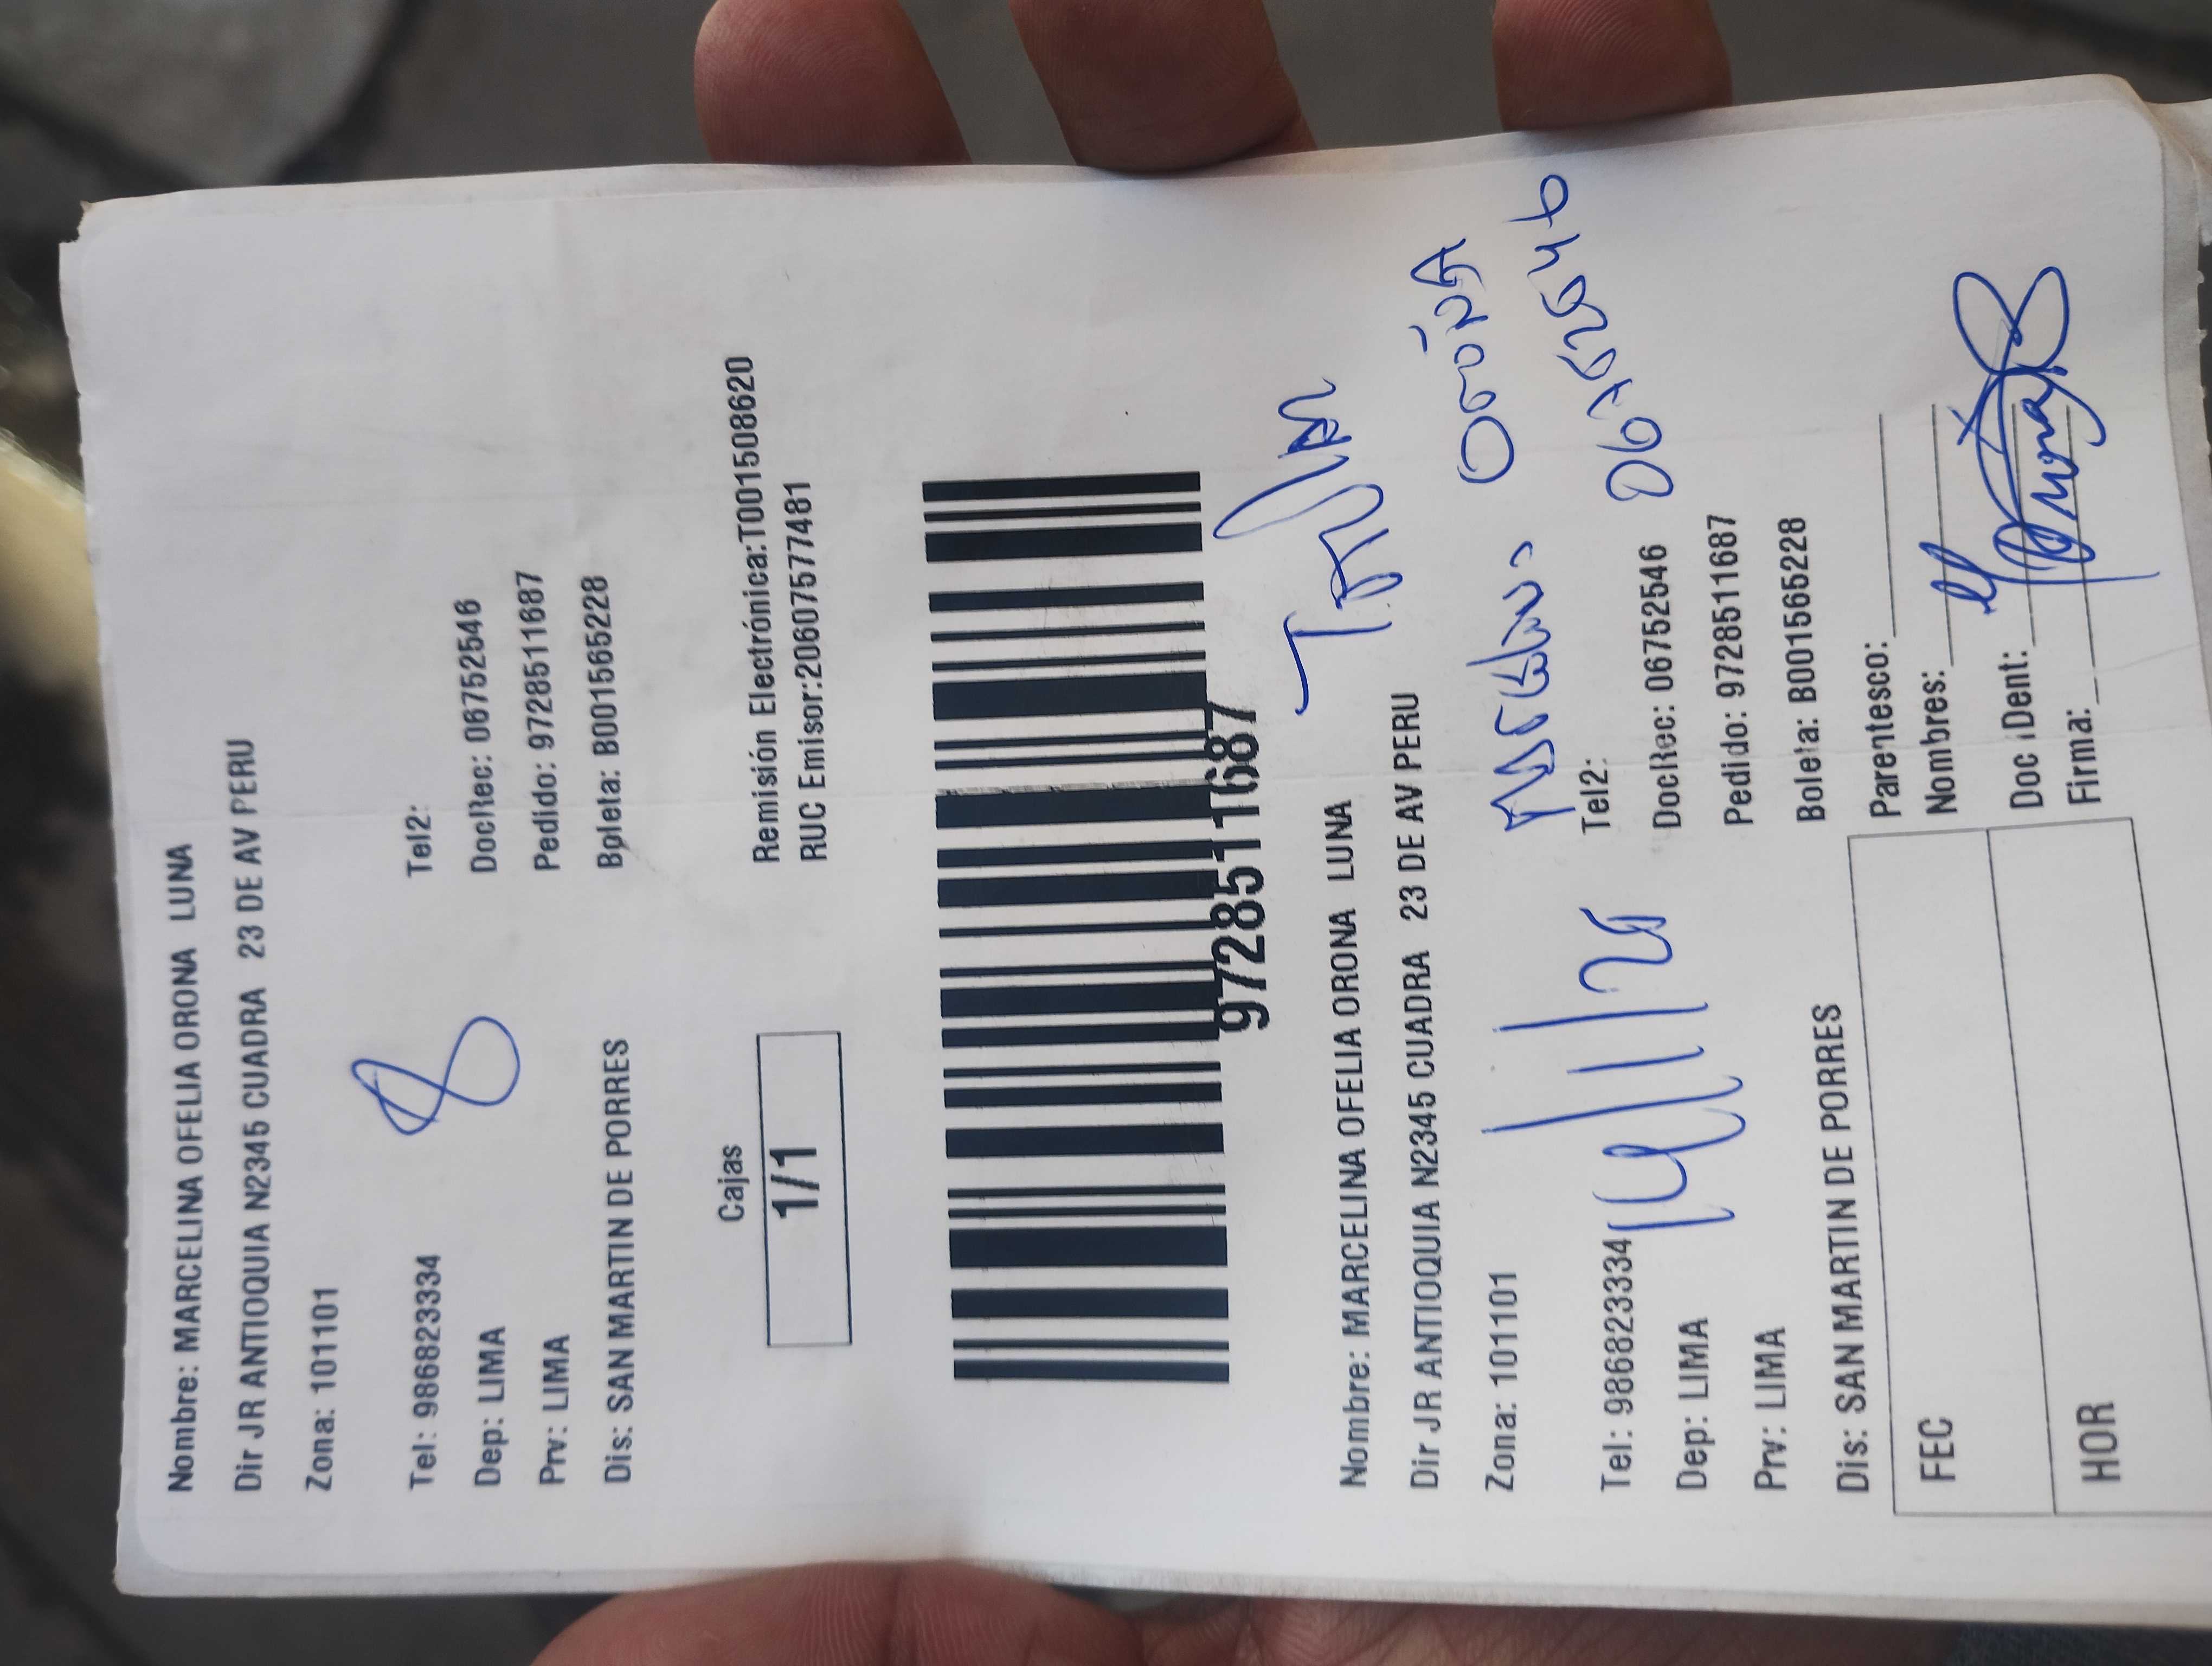 Nombre: MARCELINA OFELIA ORONA LUNA
Dir JR ANTIOQUIA N2345 CUADRA 23 DE AV PERU
Zona: 101101
8
Tel: 986823334 Tel2:
Dep: LIMA DocRec: 06752546
Prv: LIMA Pedido: 9728511687
Dis: SAN MARTIN DE PORRES Boleta: B001565228
Cajas
1/1
Remisión Electrónica:T001508620
RUC Emisor:20607577481
9728511687
Nombre: MARCELINA OFELIA ORONA LUNA
Dir JR ANTIOQUIA N2345 CUADRA 23 DE AV PERU
Zona: 101101
OROÑA
06752546
Tel: 986823334 Tel2:
Dep: LIMA DocRec: 06752546
Prv: LIMA Pedido: 9728511687
Dis: SAN MARTIN DE PORRES Boleta: B001565228
FEC
HOR
Parentesco:
Nombres:
Doc iDent:
Firma: